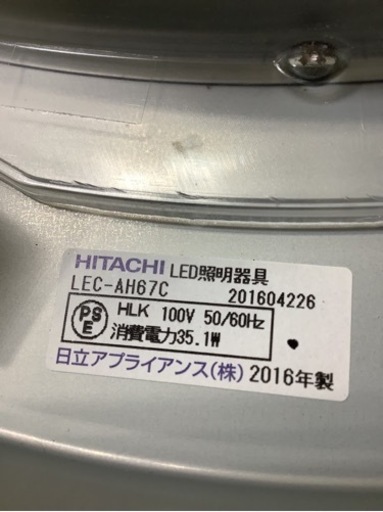 HITACHI LED照明器具
LEC-AH67C 201604226
PSE HLK 100V 50/60Hz
消費電力35.1W
日立アプライアンス(株) 2016年製